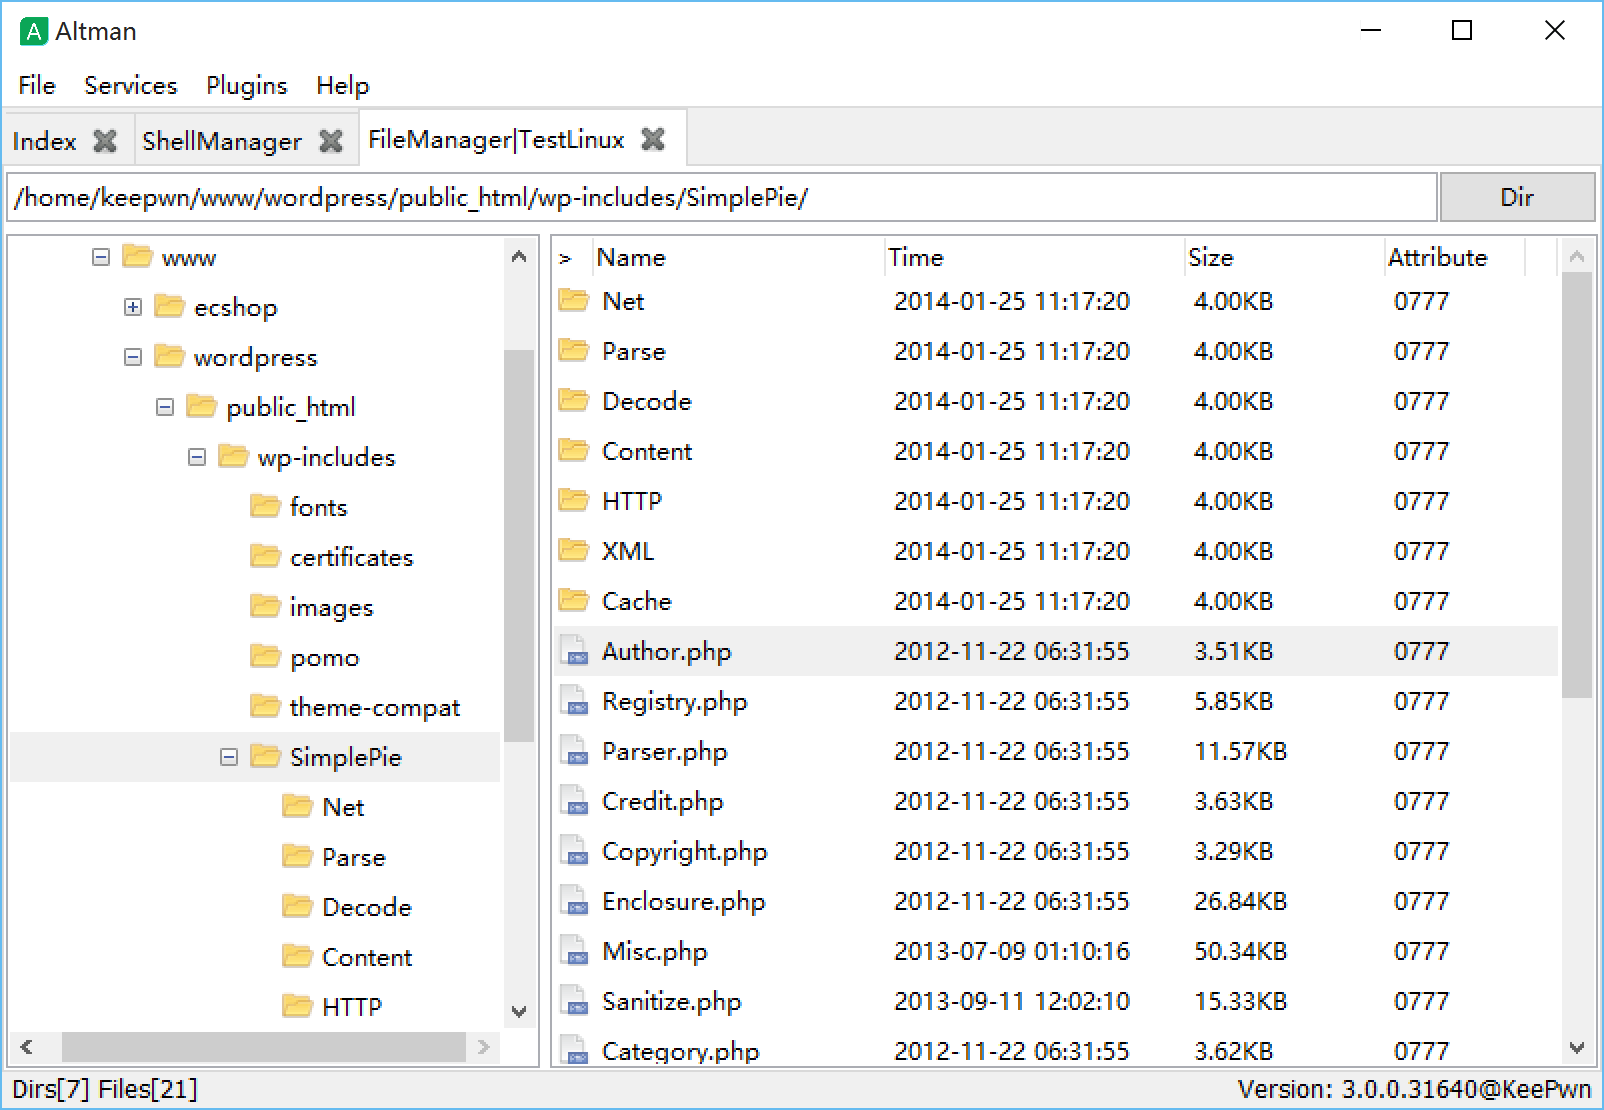 Altman
File Services Plugins Help
Index ShellManager FileManager|TestLinux
/home/keepwn/www/wordpress/public_html/wp-includes/SimplePie/ Dir
www
ecshop
wordpress
public_html
wp-includes
fonts
certificates
images
pomo
theme-compat
SimplePie
Net
Parse
Decode
Content
HTTP
> Name Time Size Attribute
Net 2014-01-25 11:17:20 4.00KB 0777
Parse 2014-01-25 11:17:20 4.00KB 0777
Decode 2014-01-25 11:17:20 4.00KB 0777
Content 2014-01-25 11:17:20 4.00KB 0777
HTTP 2014-01-25 11:17:20 4.00KB 0777
XML 2014-01-25 11:17:20 4.00KB 0777
Cache 2014-01-25 11:17:20 4.00KB 0777
Author.php 2012-11-22 06:31:55 3.51KB 0777
Registry.php 2012-11-22 06:31:55 5.85KB 0777
Parser.php 2012-11-22 06:31:55 11.57KB 0777
Credit.php 2012-11-22 06:31:55 3.63KB 0777
Copyright.php 2012-11-22 06:31:55 3.29KB 0777
Enclosure.php 2012-11-22 06:31:55 26.84KB 0777
Misc.php 2013-07-09 01:10:16 50.34KB 0777
Sanitize.php 2013-09-11 12:02:10 15.33KB 0777
Category.php 2012-11-22 06:31:55 3.62KB 0777
Dirs[7] Files[21] Version: 3.0.0.31640@KeePwn